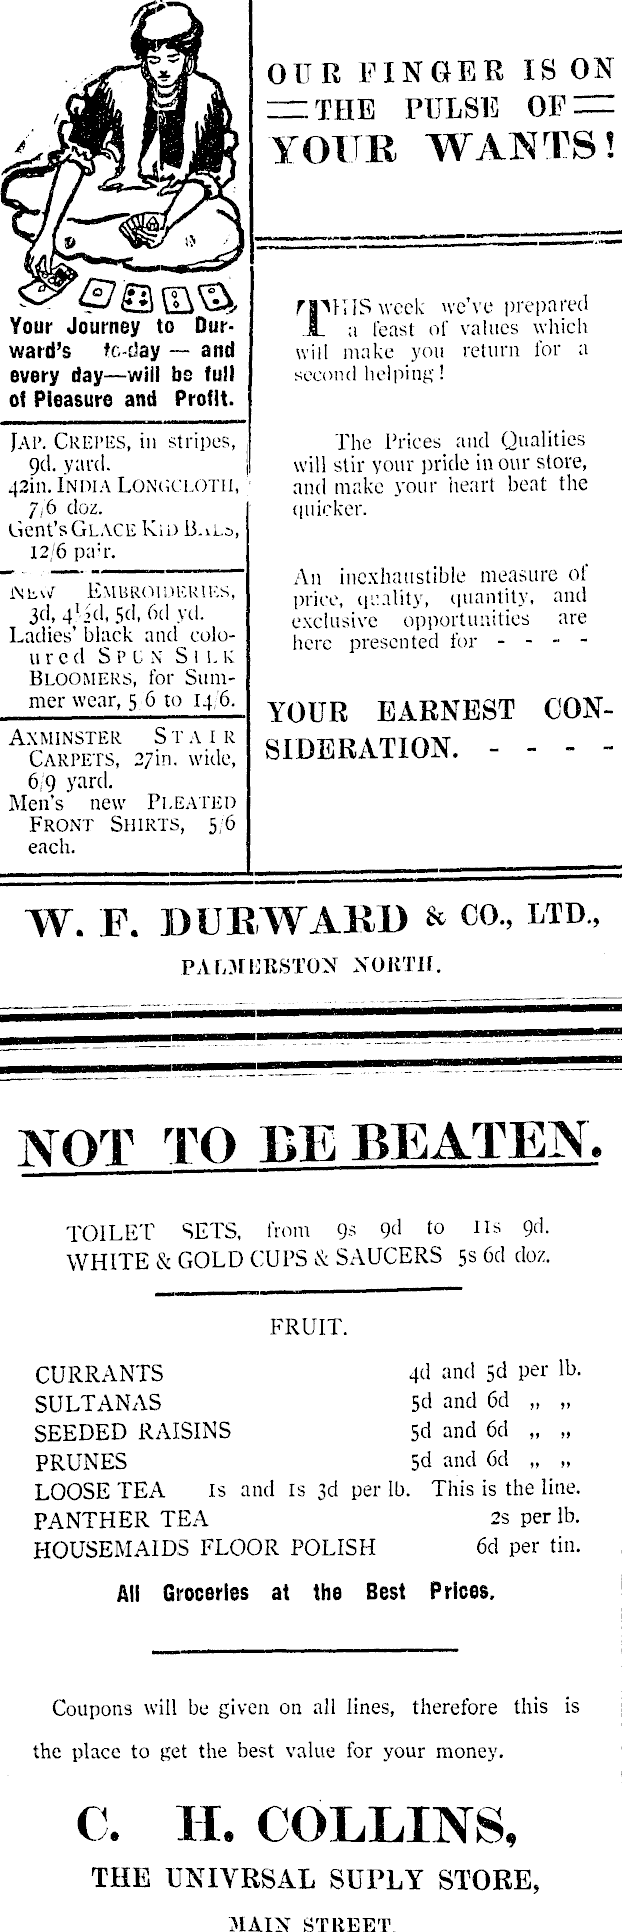 Your Journey to Dur-
ward's to-day — and
every day—will be full
of Pleasure and Profit.
JAP. CREPES, in stripes,
9d. yard.
42in. INDIA LONGCLOTH,
7/6 doz.
Gent's GLACE KID BALS,
12/6 pair.
NEW EMBROIDERIES,
3d, 4½d, 5d, 6d yd.
Ladies' black and colo-
ured SPUN SILK
BLOOMERS, for Sum-
mer wear, 5/6 to 14/6.
AXMINSTER STAIR
CARPETS, 27in. wide,
6/9 yard.
Men's new PLEATED
FRONT SHIRTS, 5/6
each.
OUR FINGER IS ON
THE PULSE OF
YOUR WANTS!
THIS week we've prepared
a feast of values which
will make you return for a
second helping!
The Prices and Qualities
will stir your pride in our store,
and make your heart beat the
quicker.
An inexhaustible measure of
price, quality, quantity, and
exclusive opportunities are
here presented for - - - -
YOUR EARNEST CON-
SIDERATION. - - - -
W. F. DURWARD & CO., LTD.,
PALMERSTON NORTH.
NOT TO BE BEATEN.
TOILET SETS, from 9s 9d to 11s 9d.
WHITE & GOLD CUPS & SAUCERS 5s 6d doz.
FRUIT.
CURRANTS 4d and 5d per lb.
SULTANAS 5d and 6d „ „
SEEDED RAISINS 5d and 6d „ „
PRUNES 5d and 6d „ „
LOOSE TEA 1s and 1s 3d per lb. This is the line.
PANTHER TEA 2s per lb.
HOUSEMAIDS FLOOR POLISH 6d per tin.
All Groceries at the Best Prices.
Coupons will be given on all lines, therefore this is
the place to get the best value for your money.
C. H. COLLINS,
THE UNIVRSAL SUPLY STORE,
MAIN STREET.